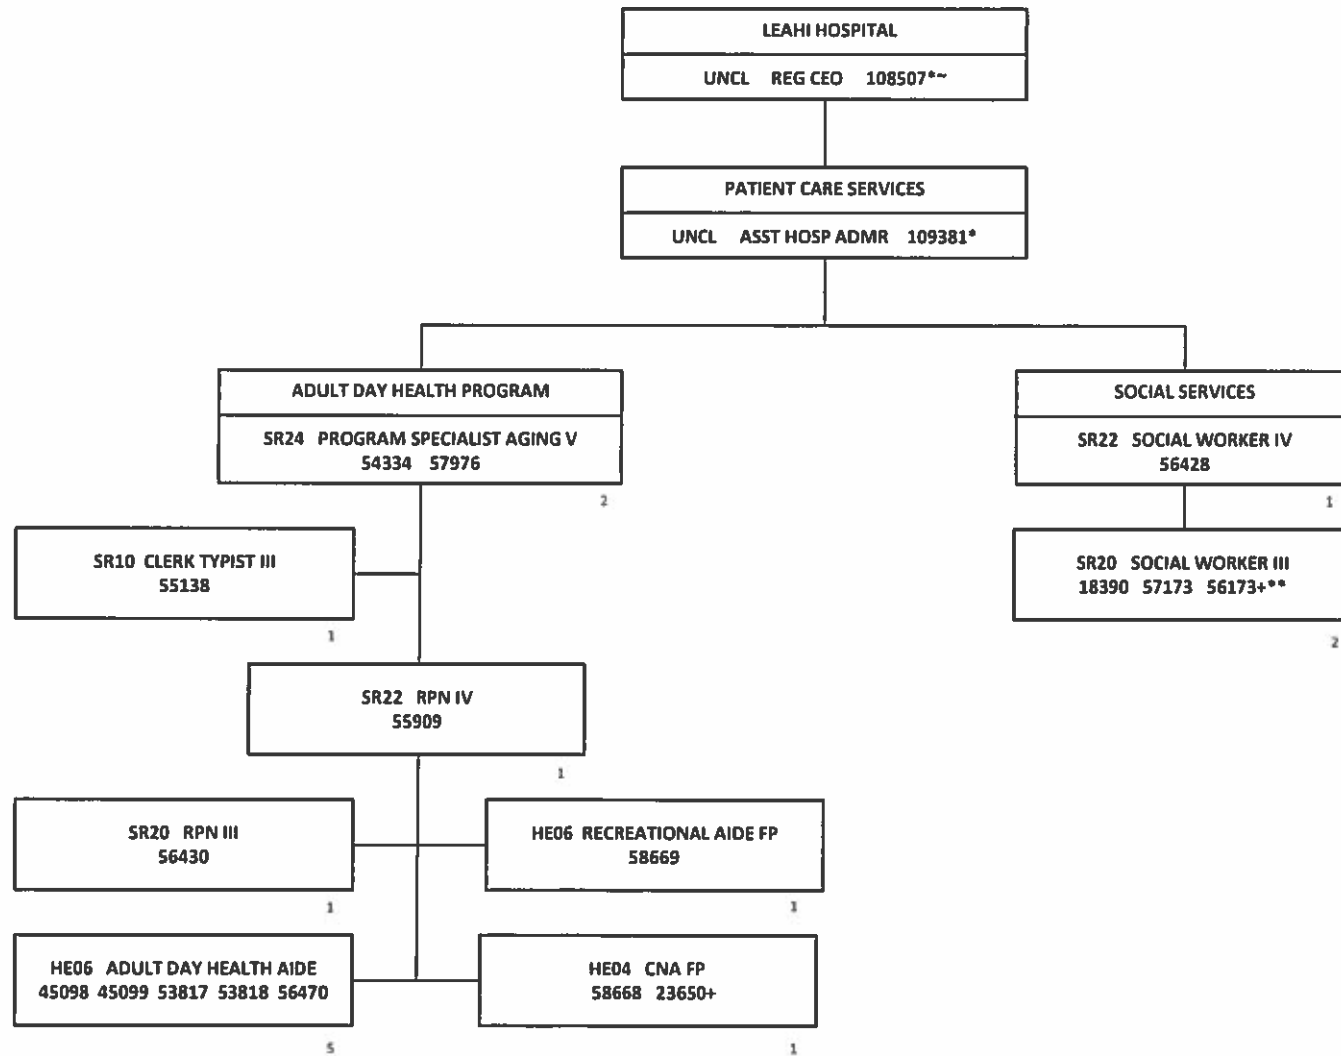 LEAHI HOSPITAL
UNCL REG CEO 108507*~
PATIENT CARE SERVICES
UNCL ASST HOSP ADMR 109381*
ADULT DAY HEALTH PROGRAM
SR24 PROGRAM SPECIALIST AGING V
54334 57976
2
SOCIAL SERVICES
SR22 SOCIAL WORKER IV
56428
1
SR10 CLERK TYPIST III
55138
1
SR20 SOCIAL WORKER III
18390 57173 56173+**
2
SR22 RPN IV
55909
1
SR20 RPN III
56430
1
HE06 RECREATIONAL AIDE FP
58669
1
HE06 ADULT DAY HEALTH AIDE
45098 45099 53817 53818 56470
5
HE04 CNA FP
58668 23650+
1